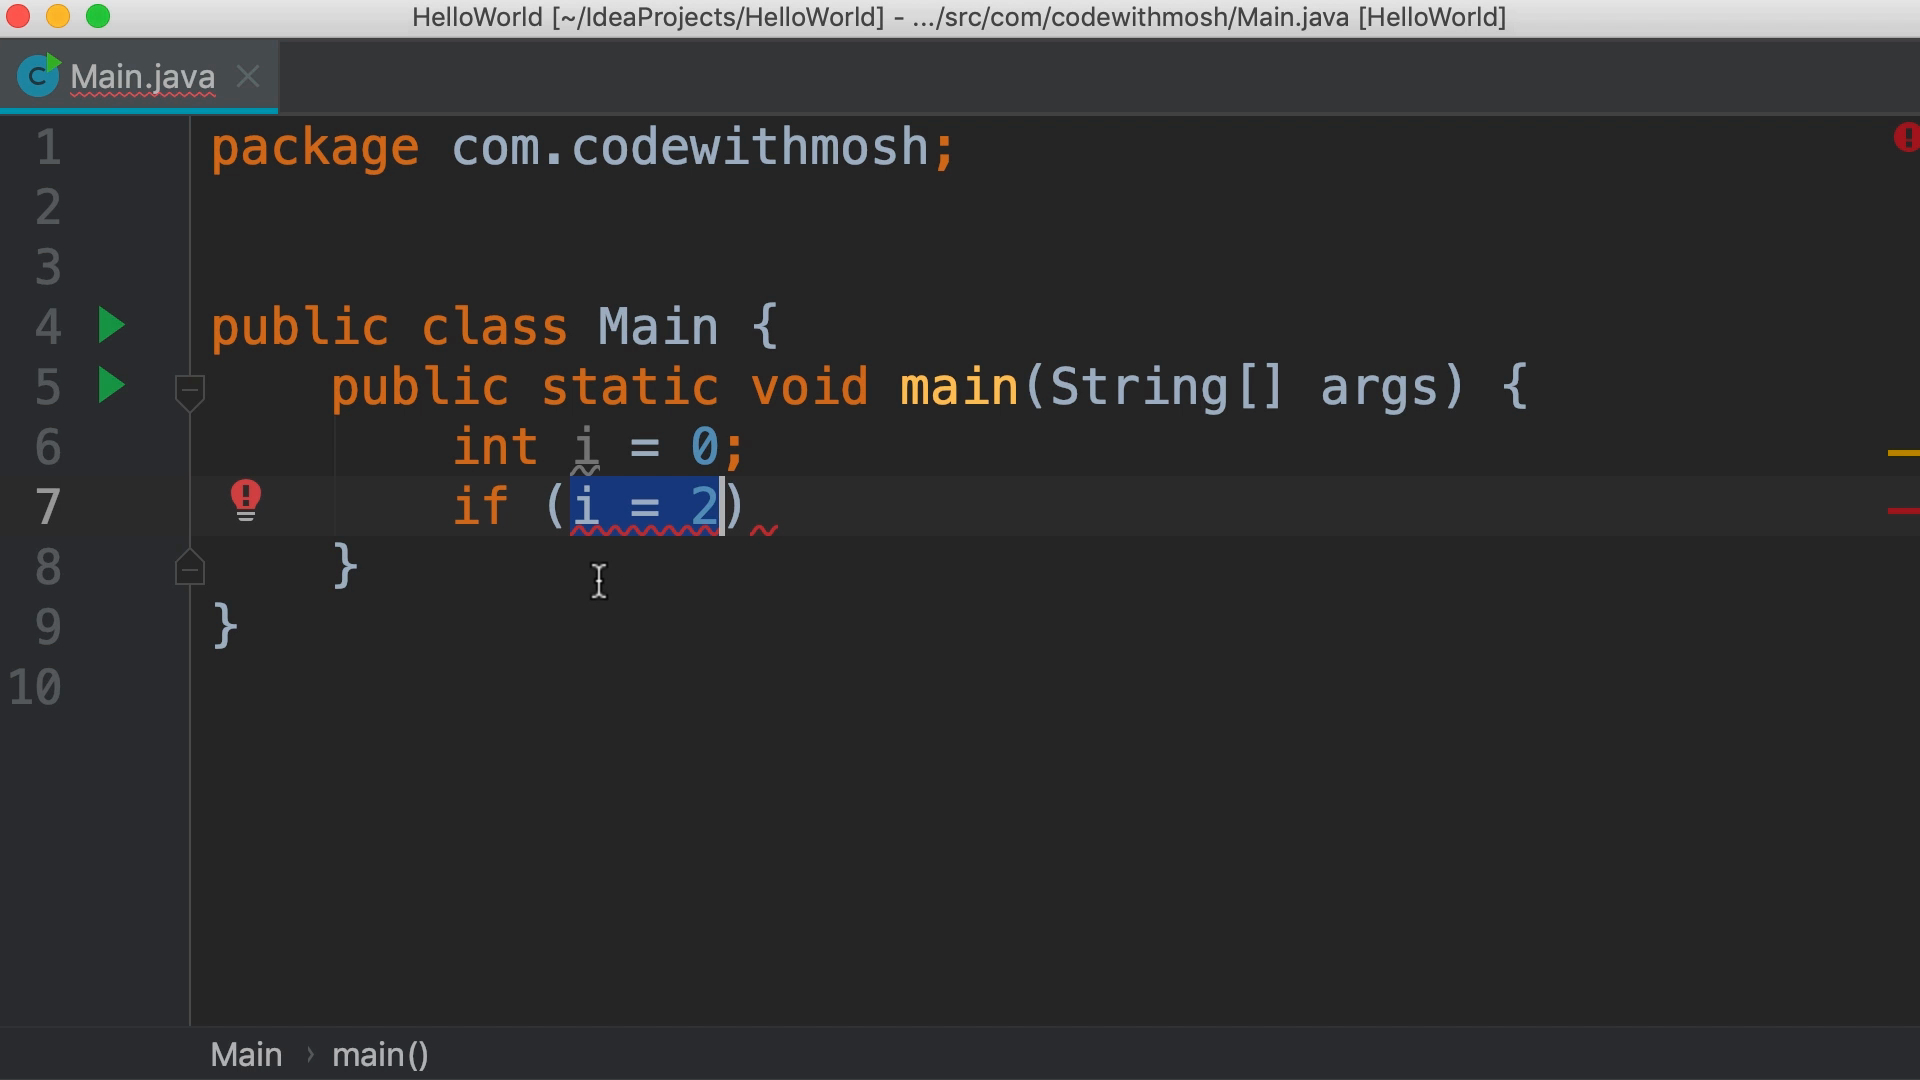 HelloWorld [~/IdeaProjects/HelloWorld] - .../src/com/codewithmosh/Main.java [HelloWorld]
C Main.java
1 package com.codewithmosh;
2
3
4 public class Main {
5 public static void main(String[] args) {
6 int i = 0;
7 if (i = 2)
8 }
9 }
10
Main › main()